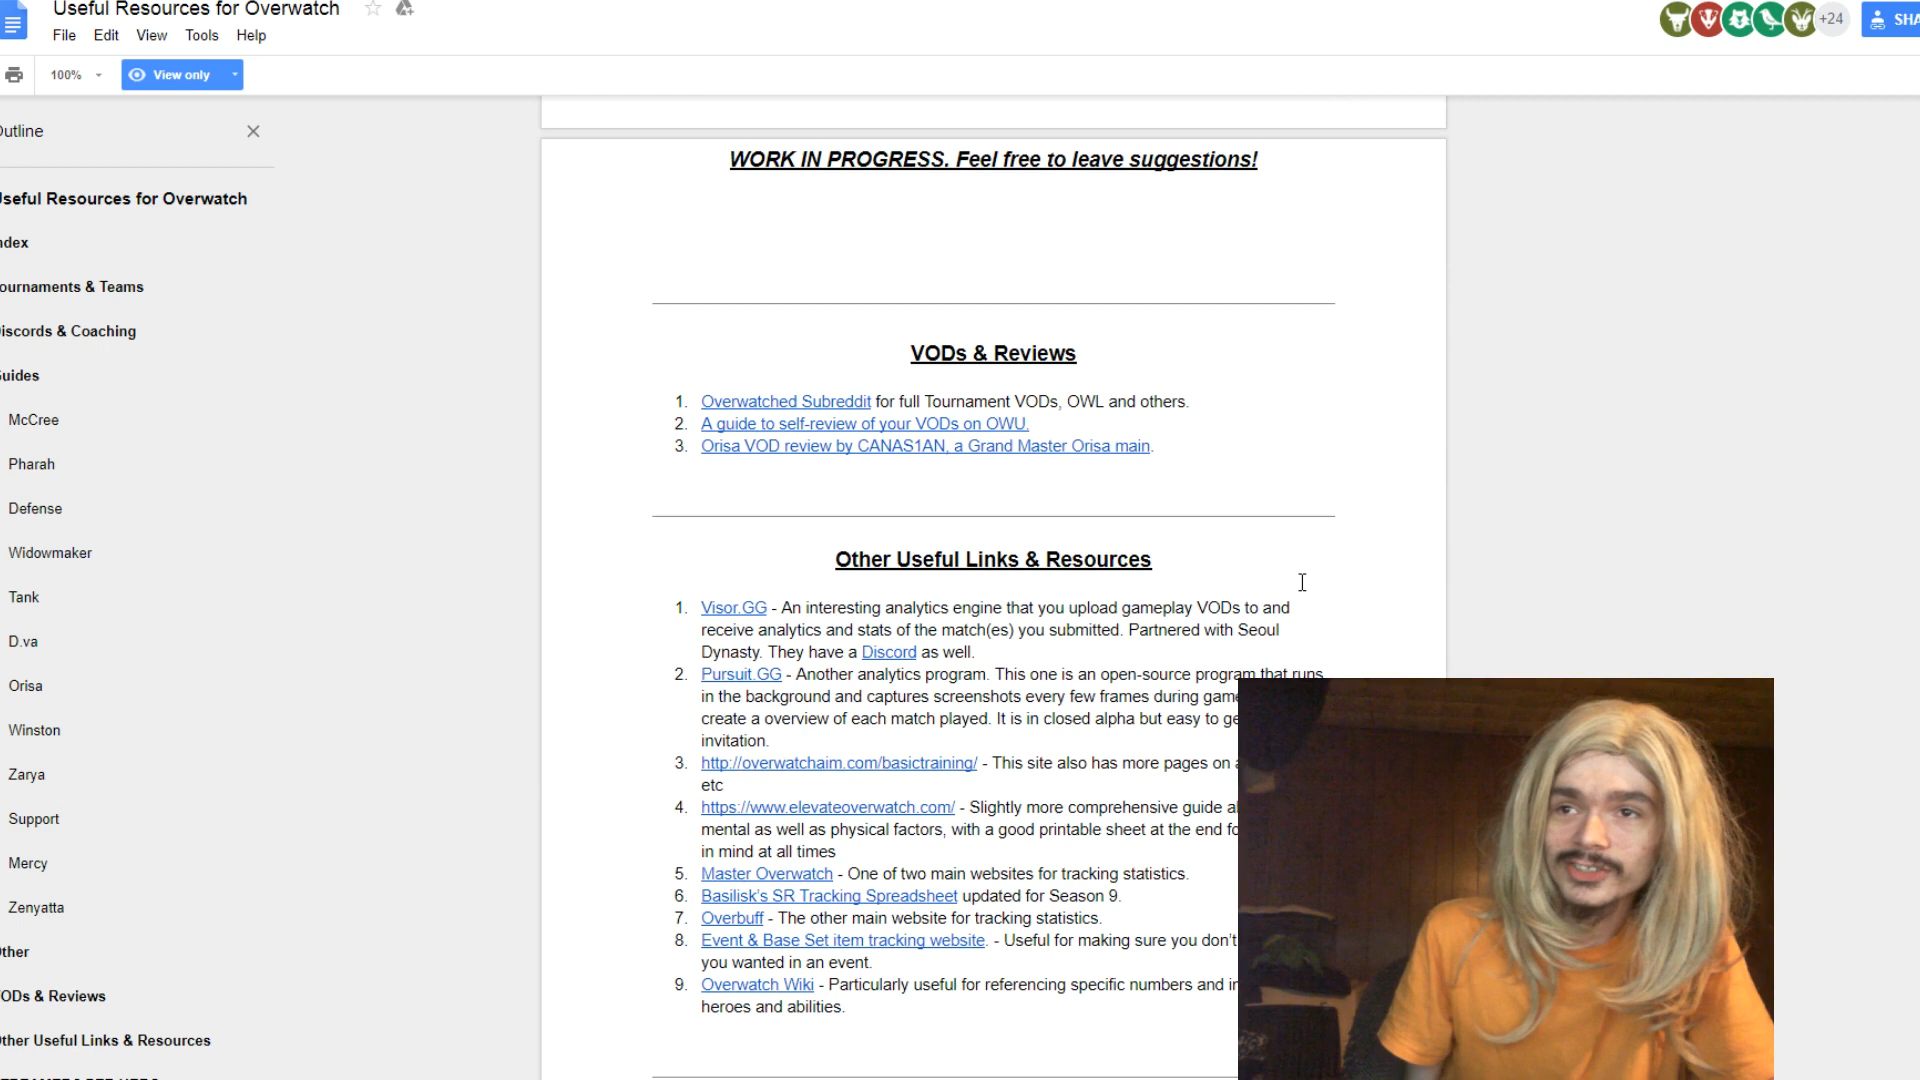 Useful Resources for Overwatch
File Edit View Tools Help
+24
100%
View only
Outline
Useful Resources for Overwatch
Index
Tournaments & Teams
Discords & Coaching
Guides
McCree
Pharah
Defense
Widowmaker
Tank
D.va
Orisa
Winston
Zarya
Support
Mercy
Zenyatta
Other
VODs & Reviews
Other Useful Links & Resources
WORK IN PROGRESS. Feel free to leave suggestions!
VODs & Reviews
1. Overwatched Subreddit for full Tournament VODs, OWL and others.
2. A guide to self-review of your VODs on OWU.
3. Orisa VOD review by CANAS1AN, a Grand Master Orisa main.
Other Useful Links & Resources
1. Visor.GG - An interesting analytics engine that you upload gameplay VODs to and
receive analytics and stats of the match(es) you submitted. Partnered with Seoul
Dynasty. They have a Discord as well.
2. Pursuit.GG - Another analytics program. This one is an open-source program that runs
in the background and captures screenshots every few frames during
create a overview of each match played. It is in closed alpha but easy to
invitation.
3. http://overwatchaim.com/basictraining/ - This site also has more pages on
etc
4. https://www.elevateoverwatch.com/ - Slightly more comprehensive guide
mental as well as physical factors, with a good printable sheet at the end
in mind at all times
5. Master Overwatch - One of two main websites for tracking statistics.
6. Basilisk's SR Tracking Spreadsheet updated for Season 9.
7. Overbuff - The other main website for tracking statistics.
8. Event & Base Set item tracking website. - Useful for making sure you don't
you wanted in an event.
9. Overwatch Wiki - Particularly useful for referencing specific numbers and
heroes and abilities.